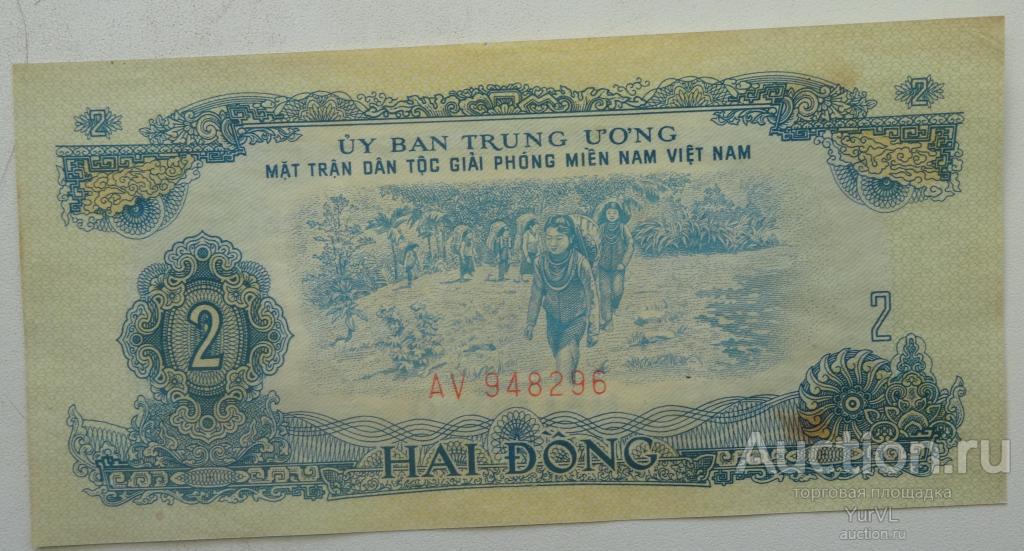 2
2
ỦY BAN TRUNG ƯƠNG
MẶT TRẬN DÂN TỘC GIẢI PHÓNG MIỀN NAM VIỆT NAM
2
2
AV 948296
HAI ĐỒNG
Auction.ru
торговая площадка
YurVL
auction.ru